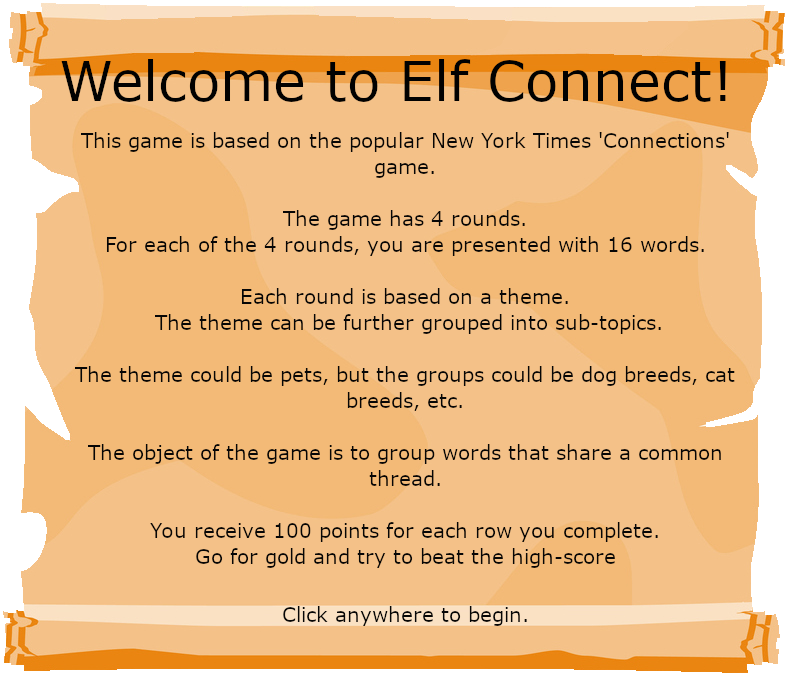 Welcome to Elf Connect!
This game is based on the popular New York Times 'Connections'
game.
The game has 4 rounds.
For each of the 4 rounds, you are presented with 16 words.
Each round is based on a theme.
The theme can be further grouped into sub-topics.
The theme could be pets, but the groups could be dog breeds, cat
breeds, etc.
The object of the game is to group words that share a common
thread.
You receive 100 points for each row you complete.
Go for gold and try to beat the high-score
Click anywhere to begin.